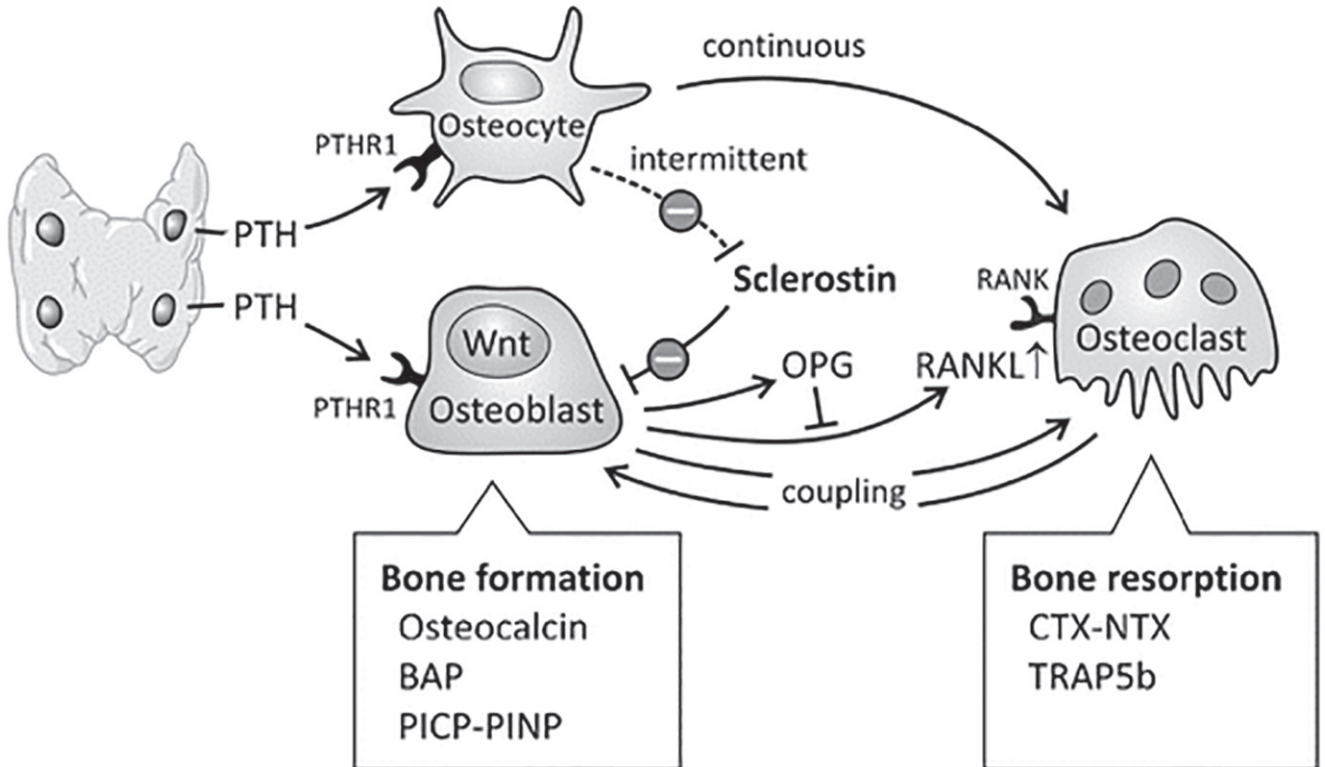 continuous
Osteocyte
PTHR1
intermittent
PTH
PTH
Sclerostin
RANK
Wnt
OPG
RANKL↑
Osteoclast
PTHR1
Osteoblast
coupling
Bone formation
Osteocalcin
BAP
PICP-PINP
Bone resorption
CTX-NTX
TRAP5b